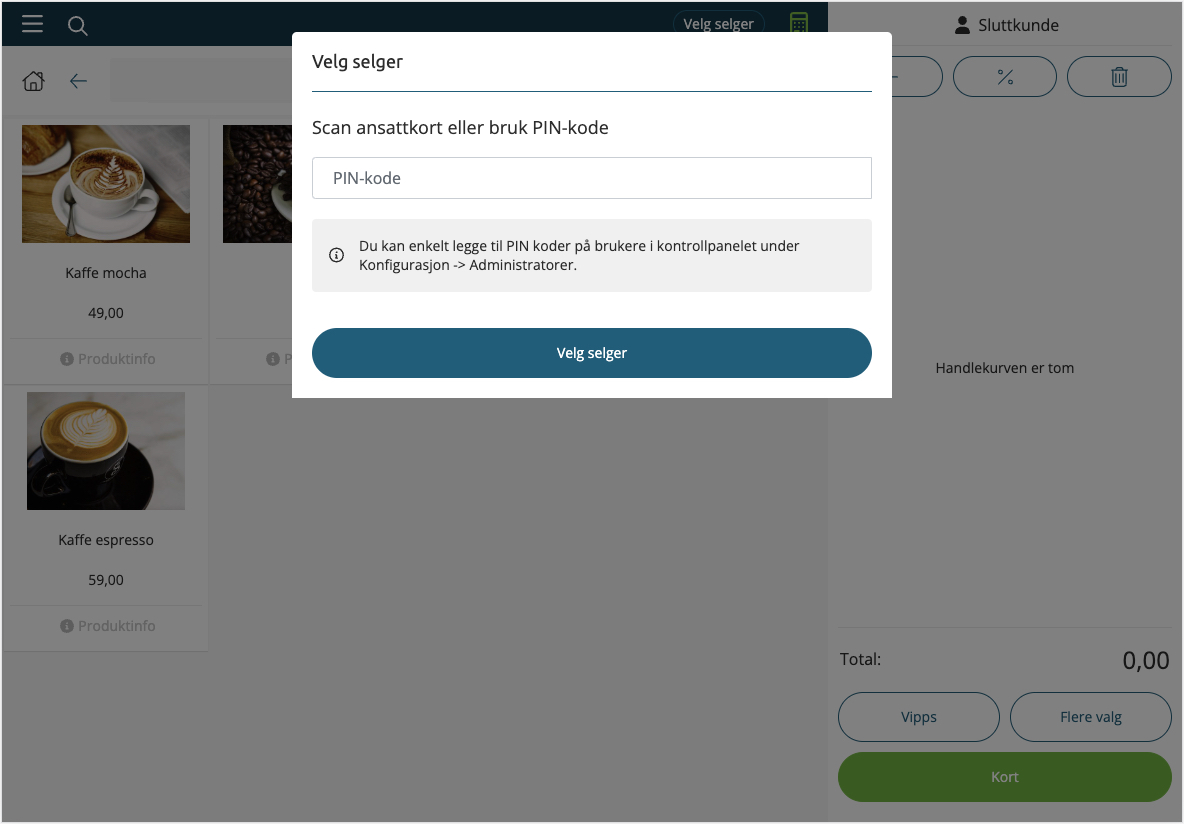 Velg selger
Sluttkunde
Velg selger
Scan ansattkort eller bruk PIN-kode
PIN-kode
Du kan enkelt legge til PIN koder på brukere i kontrollpanelet under
Konfigurasjon -> Administratorer.
Velg selger
Kaffe mocha
49,00
Produktinfo
P
Kaffe espresso
59,00
Produktinfo
Handlekurven er tom
Total:
0,00
Vipps
Flere valg
Kort